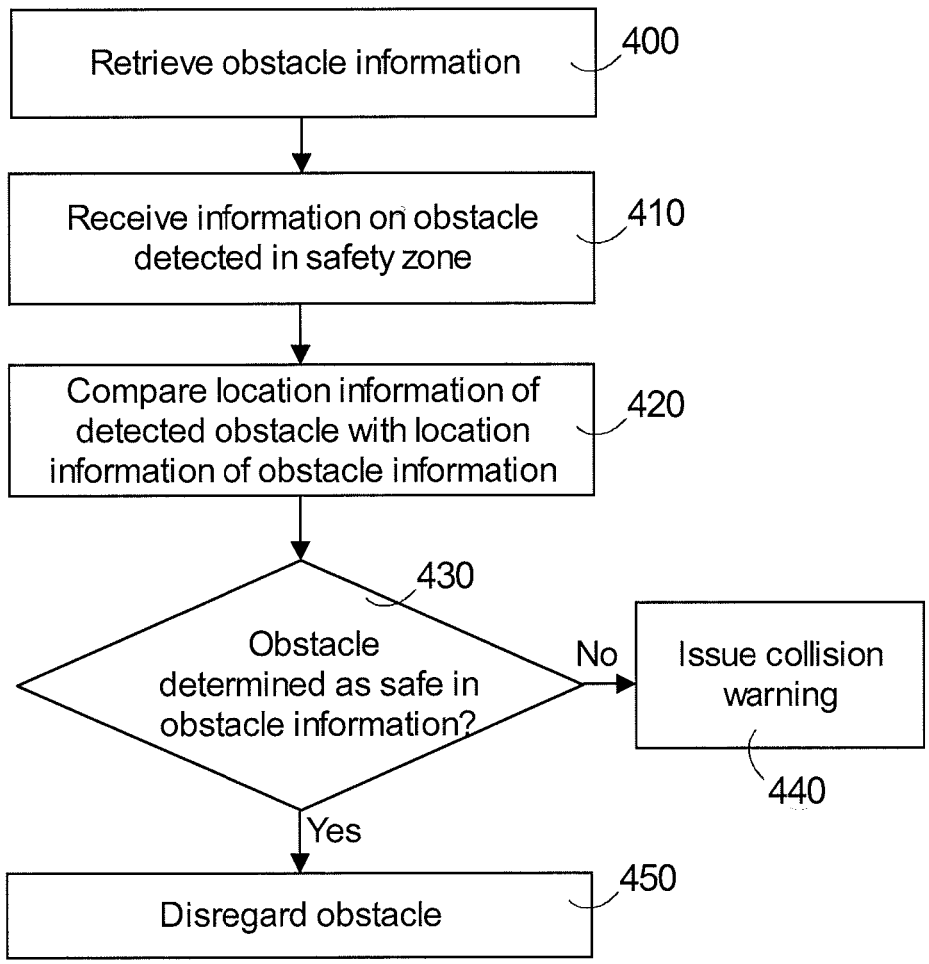 Retrieve obstacle information
400
Receive information on obstacle
detected in safety zone
410
Compare location information of
detected obstacle with location
information of obstacle information
420
430
Obstacle
determined as safe in
obstacle information?
No
Issue collision
warning
440
Yes
Disregard obstacle
450